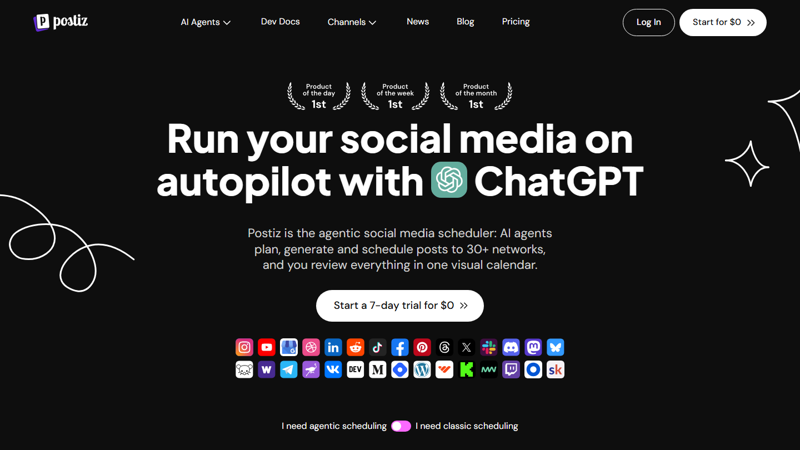 postiz
AI Agents
Dev Docs
Channels
News
Blog
Pricing
Log In
Start for $0
Product of the day
1st
Product of the week
1st
Product of the month
1st
Run your social media on
autopilot with ChatGPT
Postiz is the agentic social media scheduler: AI agents
plan, generate and schedule posts to 30+ networks,
and you review everything in one visual calendar.
Start a 7-day trial for $0
DEV
I need agentic scheduling
I need classic scheduling